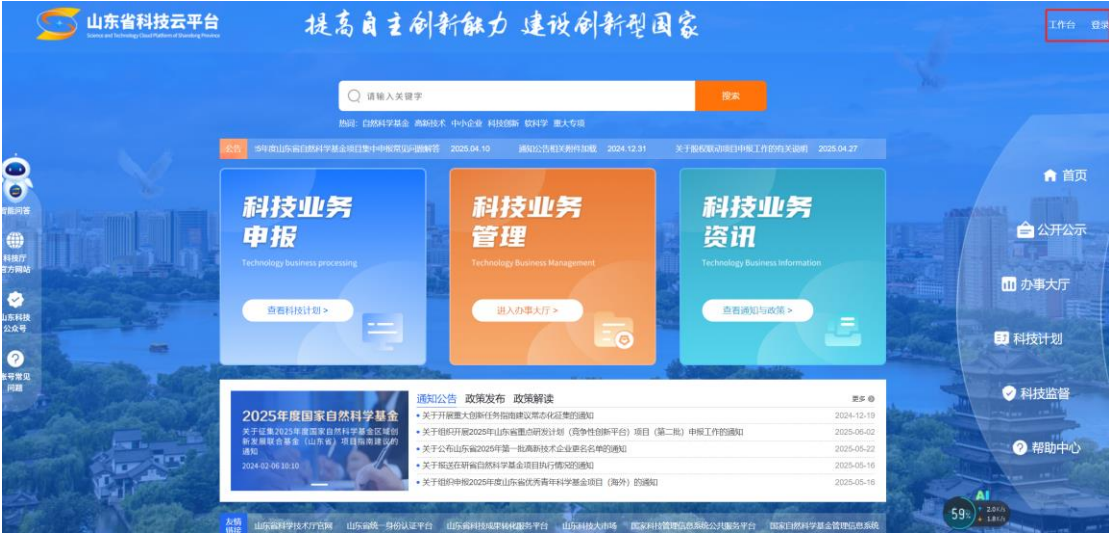 山东省科技云平台
Science and Technology Cloud Platform of Shandong Province
提高自主创新能力 建设创新型国家
工作台 登录
请输入关键字
搜索
热词: 自然科学基金 高新技术 中小企业 科技创新 软科学 重大专项
公告 25年度山东省自然科学基金项目集中申报常见问题解答 2025.04.10 通知公告相关附件加载 2024.12.31 关于股权联动项目申报工作的有关说明 2025.04.27
科技业务
申报
Technology business processing
查看科技计划 >
科技业务
管理
Technology Business Management
进入办事大厅 >
科技业务
资讯
Technology Business Information
查看通知与政策 >
智能问答
科技厅
官方网站
山东科技
公众号
账号常见
问题
首页
公开公示
办事大厅
科技计划
科技监督
帮助中心
2025年度国家自然科学基金
关于征集2025年度国家自然科学基金区域创
新发展联合基金（山东省）项目指南建议的
通知
2024-02-06 10:10
通知公告 政策发布 政策解读
更多
关于开展重大创新任务指南建议常态化征集的通知 2024-12-19
关于组织开展2025年山东省重点研发计划（竞争性创新平台）项目（第二批）申报工作的通知 2025-06-02
关于公布山东省2025年第一批高新技术企业更名名单的通知 2025-05-22
关于报送在研省自然科学基金项目执行情况的通知 2025-05-16
关于组织申报2025年度山东省优秀青年科学基金项目（海外）的通知 2025-05-16
友情
链接
山东省科学技术厅官网 山东省统一身份认证平台 山东省科技成果转化服务平台 山东科技大市场 国家科技管理信息系统公共服务平台 国家自然科学基金管理信息系统
AI
59%
2.0K/s
1.8K/s